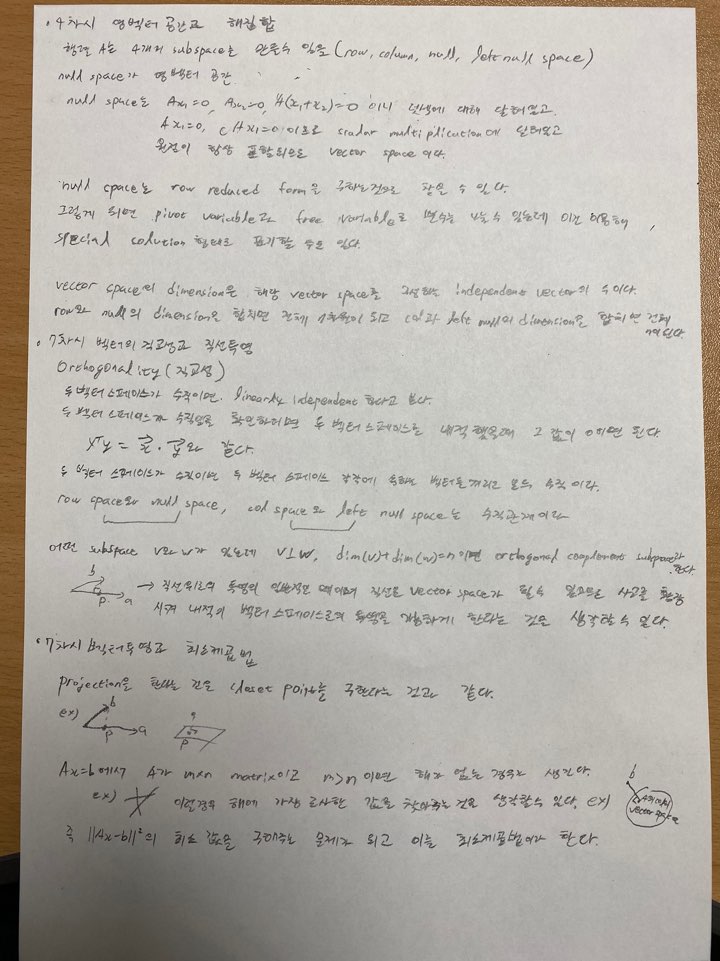 · 4차시 영벡터 공간과 해집합
행렬 A는 4개의 subspace를 만들수 있음 (row, column, null, left null space)
null space가 영벡터 공간.
null space는 Ax₁=0, Ax₂=0, A(x₁+x₂)=0 이니 덧셈에 대해 닫혀있고.
Ax₁=0, cAx₁=0 이므로 scalar multiplication에 닫혀있고
원점이 항상 포함되므로 vector space 이다.
null space는 row reduced form을 구하는것으로 찾을 수 있다.
그렇게 되면 pivot variable과 free variable로 변수를 나눌수 있는데 이걸 이용해,
special solution 형태로 표기할 수도 있다.
vector space의 dimension은 해당 vector space를 구성하는 independent vector의 수이다.
row와 null의 dimension을 합치면 전체 n차원이 되고 col과 left null의 dimension을 합치면 전체
된다.
· 7차시 벡터의 직교성과 직선투영
Orthogonality (직교성)
두 벡터 스페이스가 수직이면. linearly independent 하다고 본다.
두 벡터 스페이스가 수직임을 확인하려면 두 벡터 스페이스를 내적 했을때 그 값이 0이면 된다
xᵀy = x⃗ · y⃗와 같다.
두 벡터 스페이스가 수직이면 두 벡터 스페이스 각각에 속하는 벡터들끼리고 모두 수직 이다.
row space와 null space, col space와 left null space는 수직관계이다
어떤 subspace V와 W가 있는데 V⊥W, dim(V)+dim(W)=n 이면 orthogonal complement subspace라
한다.
b
p a → 직선위로의 투영의 일반적인 예이며 직선도 vector space가 될수 있으므로 사고를 확장
시켜 내적의 벡터 스페이스로의 투영을 가능하게 한다는 것을 생각할 수 있다.
· 7차시 벡터투영과 최소제곱법
projection을 한다는 것은 closet point를 구한다는 것과 같다.
ex) b
p a
a
p
Ax=b에서 A가 m×n matrix이고 m>n 이면 해가 없는 경우가 생긴다.
ex) 이럴경우 해에 가장 근사한 값을 찾아주는 것을 생각할수 있다. ex)
b
vector space
즉 ||Ax-b||²의 최소 값을 구해주는 문제가 되고 이를 최소제곱법이라 한다.